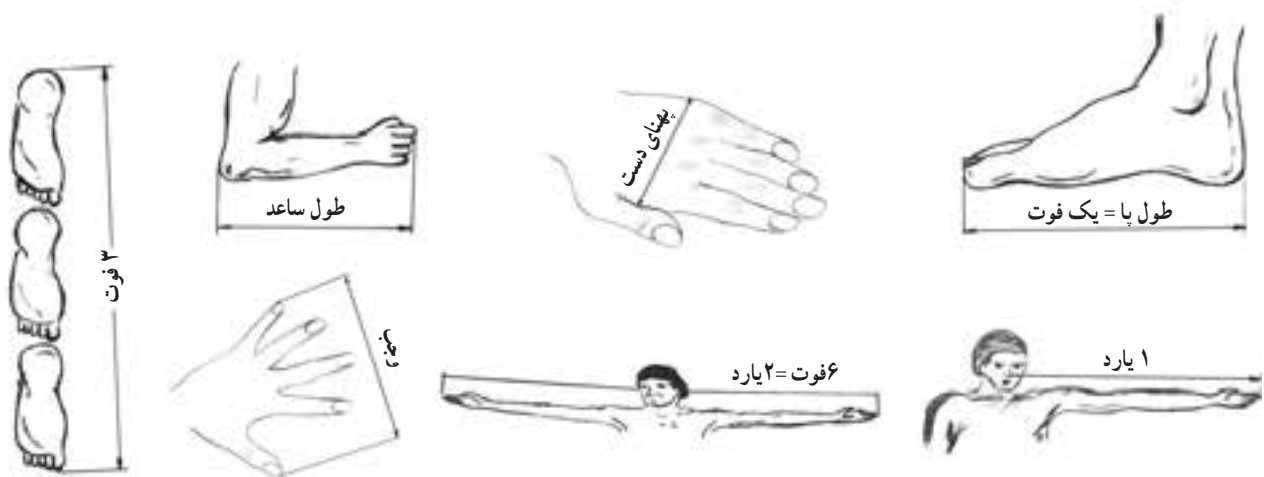 طول پا = یک فوت
پهنای دست
طول ساعد
۳ فوت
۱ یارد
۶فوت =۲یارد
وجب